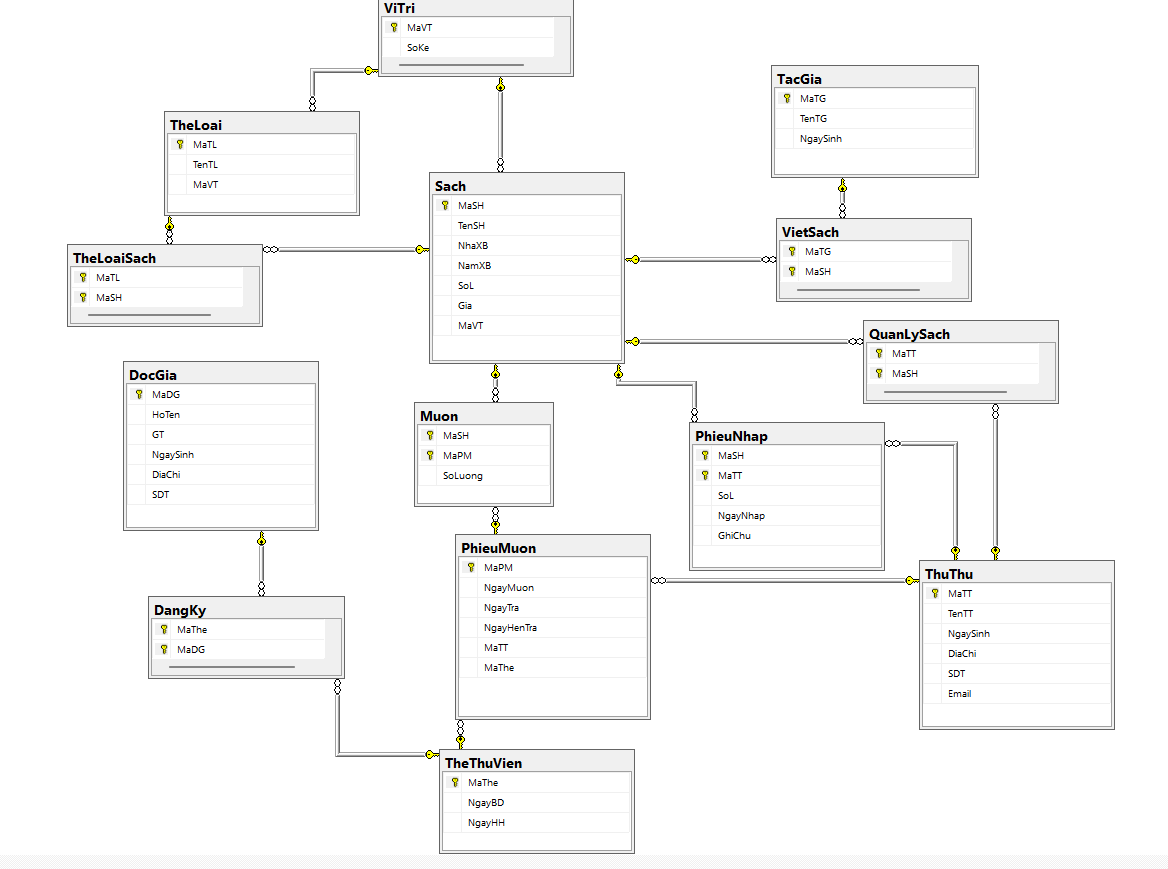 ViTri
MaVT
SoKe
TacGia
MaTG
TenTG
NgaySinh
TheLoai
MaTL
TenTL
MaVT
Sach
MaSH
TenSH
NhaXB
NamXB
SoL
Gia
MaVT
VietSach
MaTG
MaSH
TheLoaiSach
MaTL
MaSH
QuanLySach
MaTT
MaSH
DocGia
MaDG
HoTen
GT
NgaySinh
DiaChi
SDT
Muon
MaSH
MaPM
SoLuong
PhieuNhap
MaSH
MaTT
SoL
NgayNhap
GhiChu
PhieuMuon
MaPM
NgayMuon
NgayTra
NgayHenTra
MaTT
MaThe
ThuThu
MaTT
TenTT
NgaySinh
DiaChi
SDT
Email
DangKy
MaThe
MaDG
TheThuVien
MaThe
NgayBD
NgayHH